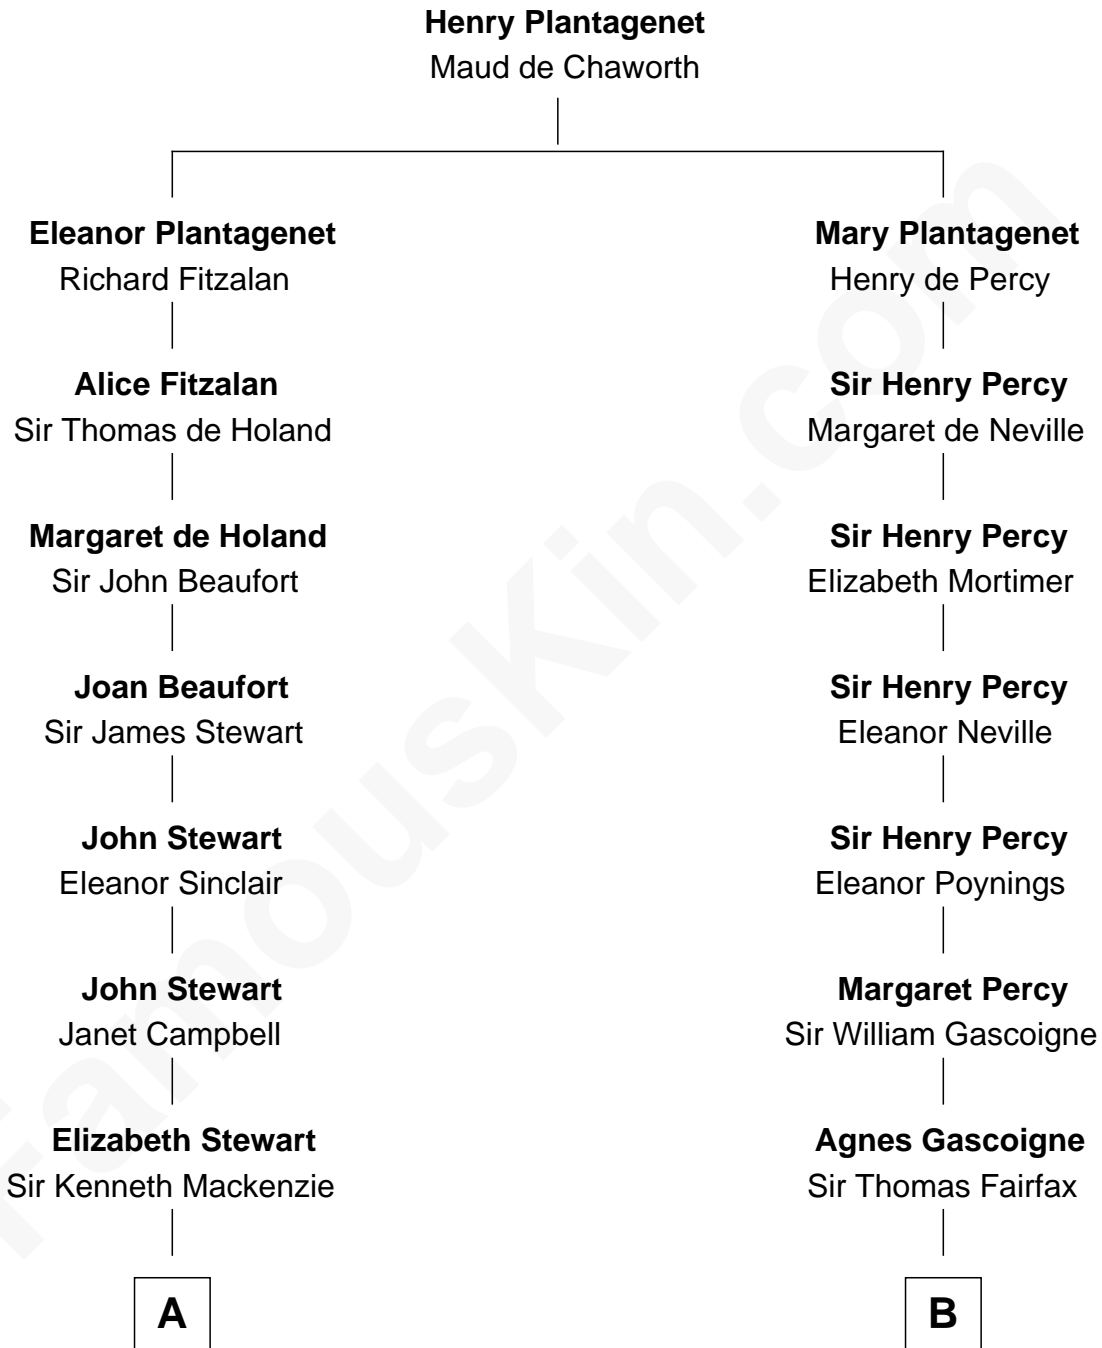 Henry Plantagenet
Maud de Chaworth
Eleanor Plantagenet
Richard Fitzalan
Mary Plantagenet
Henry de Percy
Alice Fitzalan
Sir Thomas de Holand
Sir Henry Percy
Margaret de Neville
Margaret de Holand
Sir John Beaufort
Sir Henry Percy
Elizabeth Mortimer
Joan Beaufort
Sir James Stewart
Sir Henry Percy
Eleanor Neville
John Stewart
Eleanor Sinclair
Sir Henry Percy
Eleanor Poynings
John Stewart
Janet Campbell
Margaret Percy
Sir William Gascoigne
Elizabeth Stewart
Sir Kenneth Mackenzie
Agnes Gascoigne
Sir Thomas Fairfax
A
B
FamousKin.com